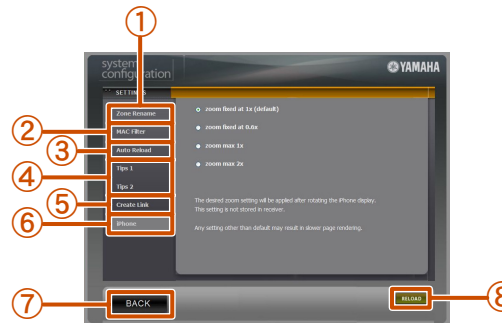 ①
system
configuration
YAMAHA
SETTINGS
②
Zone Rename
zoom fixed at 1x (default)
MAC Filter
zoom fixed at 0.6x
③
Auto Reload
zoom max 1x
④
Tips 1
zoom max 2x
Tips 2
⑤
Create Link
The desired zoom setting will be applied after rotating the iPhone display.
This setting is not stored in receiver.
⑥
iPhone
Any setting other than default may result in slower page rendering.
⑦
BACK
RELOAD
⑧